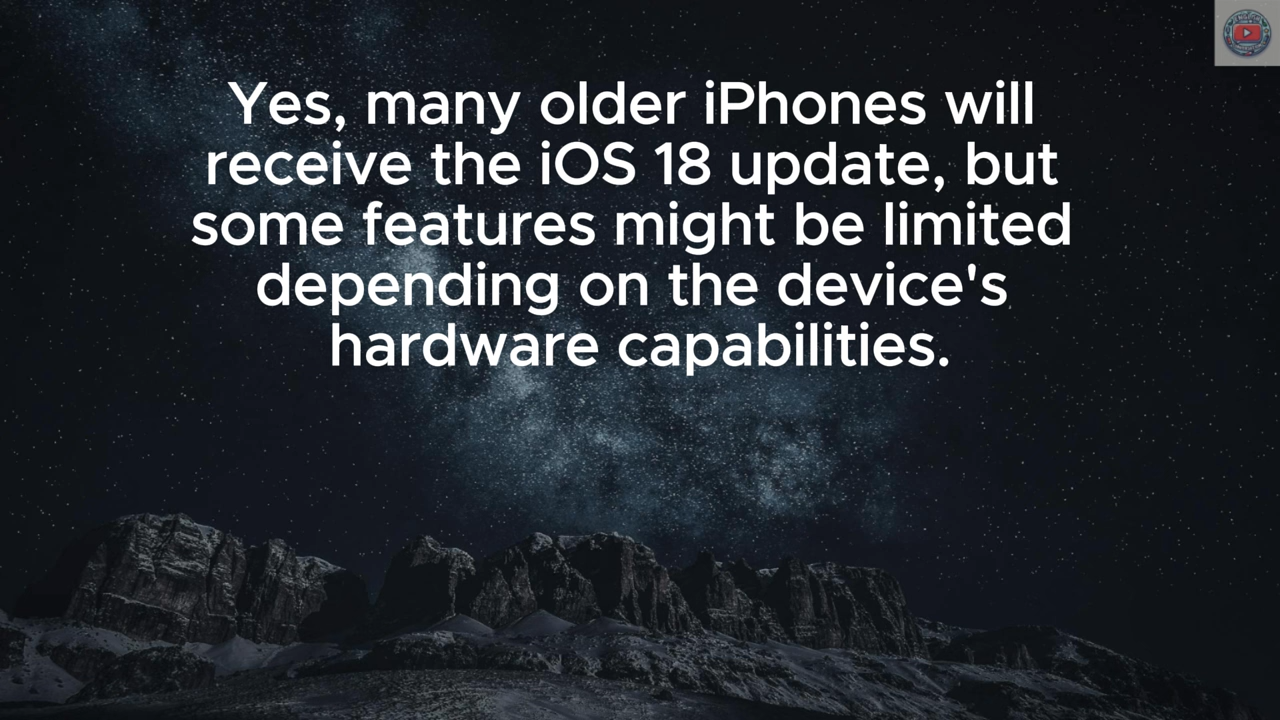 Yes, many older iPhones will
receive the iOS 18 update, but
some features might be limited
depending on the device's
hardware capabilities.